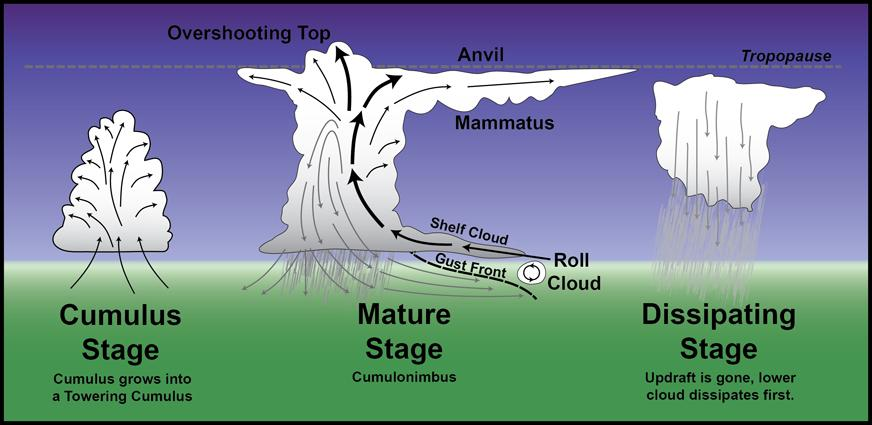 Overshooting Top
Anvil
Tropopause
Mammatus
Shelf Cloud
Gust Front
Roll
Cloud
Cumulus
Stage
Cumulus grows into
a Towering Cumulus
Mature
Stage
Cumulonimbus
Dissipating
Stage
Updraft is gone, lower
cloud dissipates first.